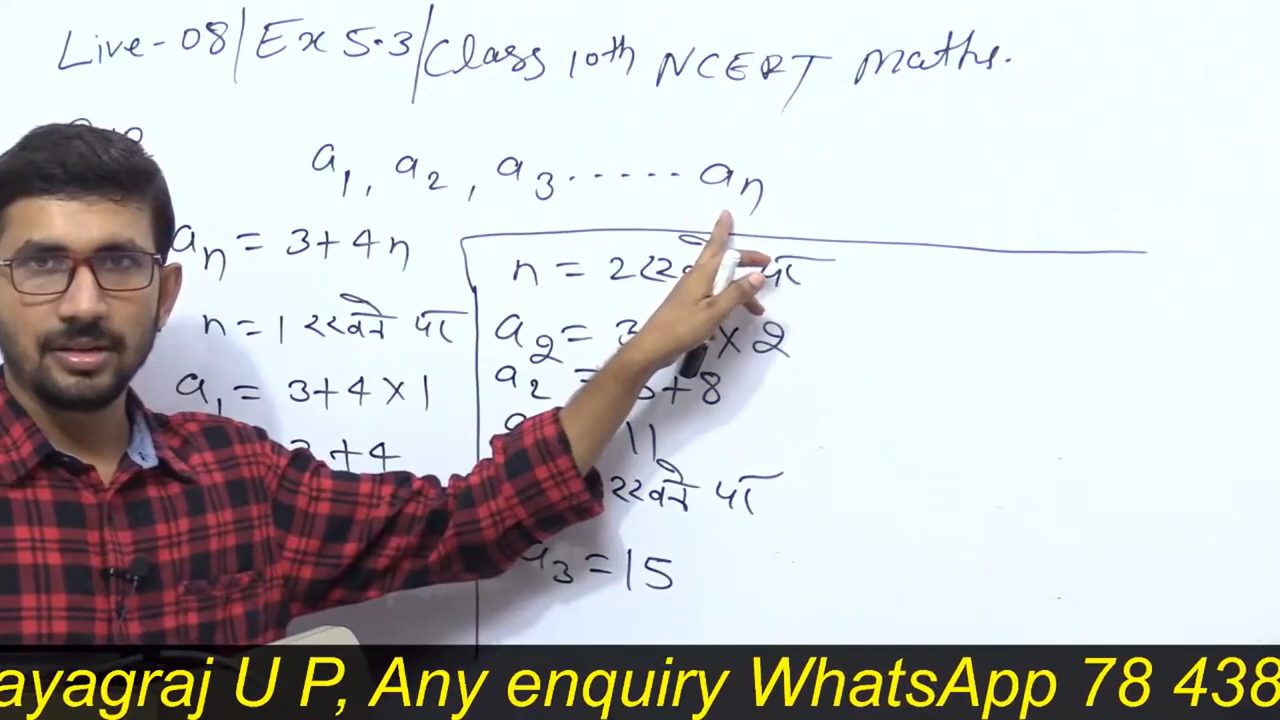 Live-08/Ex 5.3/Class 10th NCERT Maths.
a1, a2, a3......an
an = 3+4n
n = 1 रखने पर
a1 = 3+4×1
3+4
n = 2 रखने पर
a2 = 3 × 2
a2 = 3+8
11
रखने पर
a3 = 15
ayagraj U P, Any enquiry WhatsApp 78 438